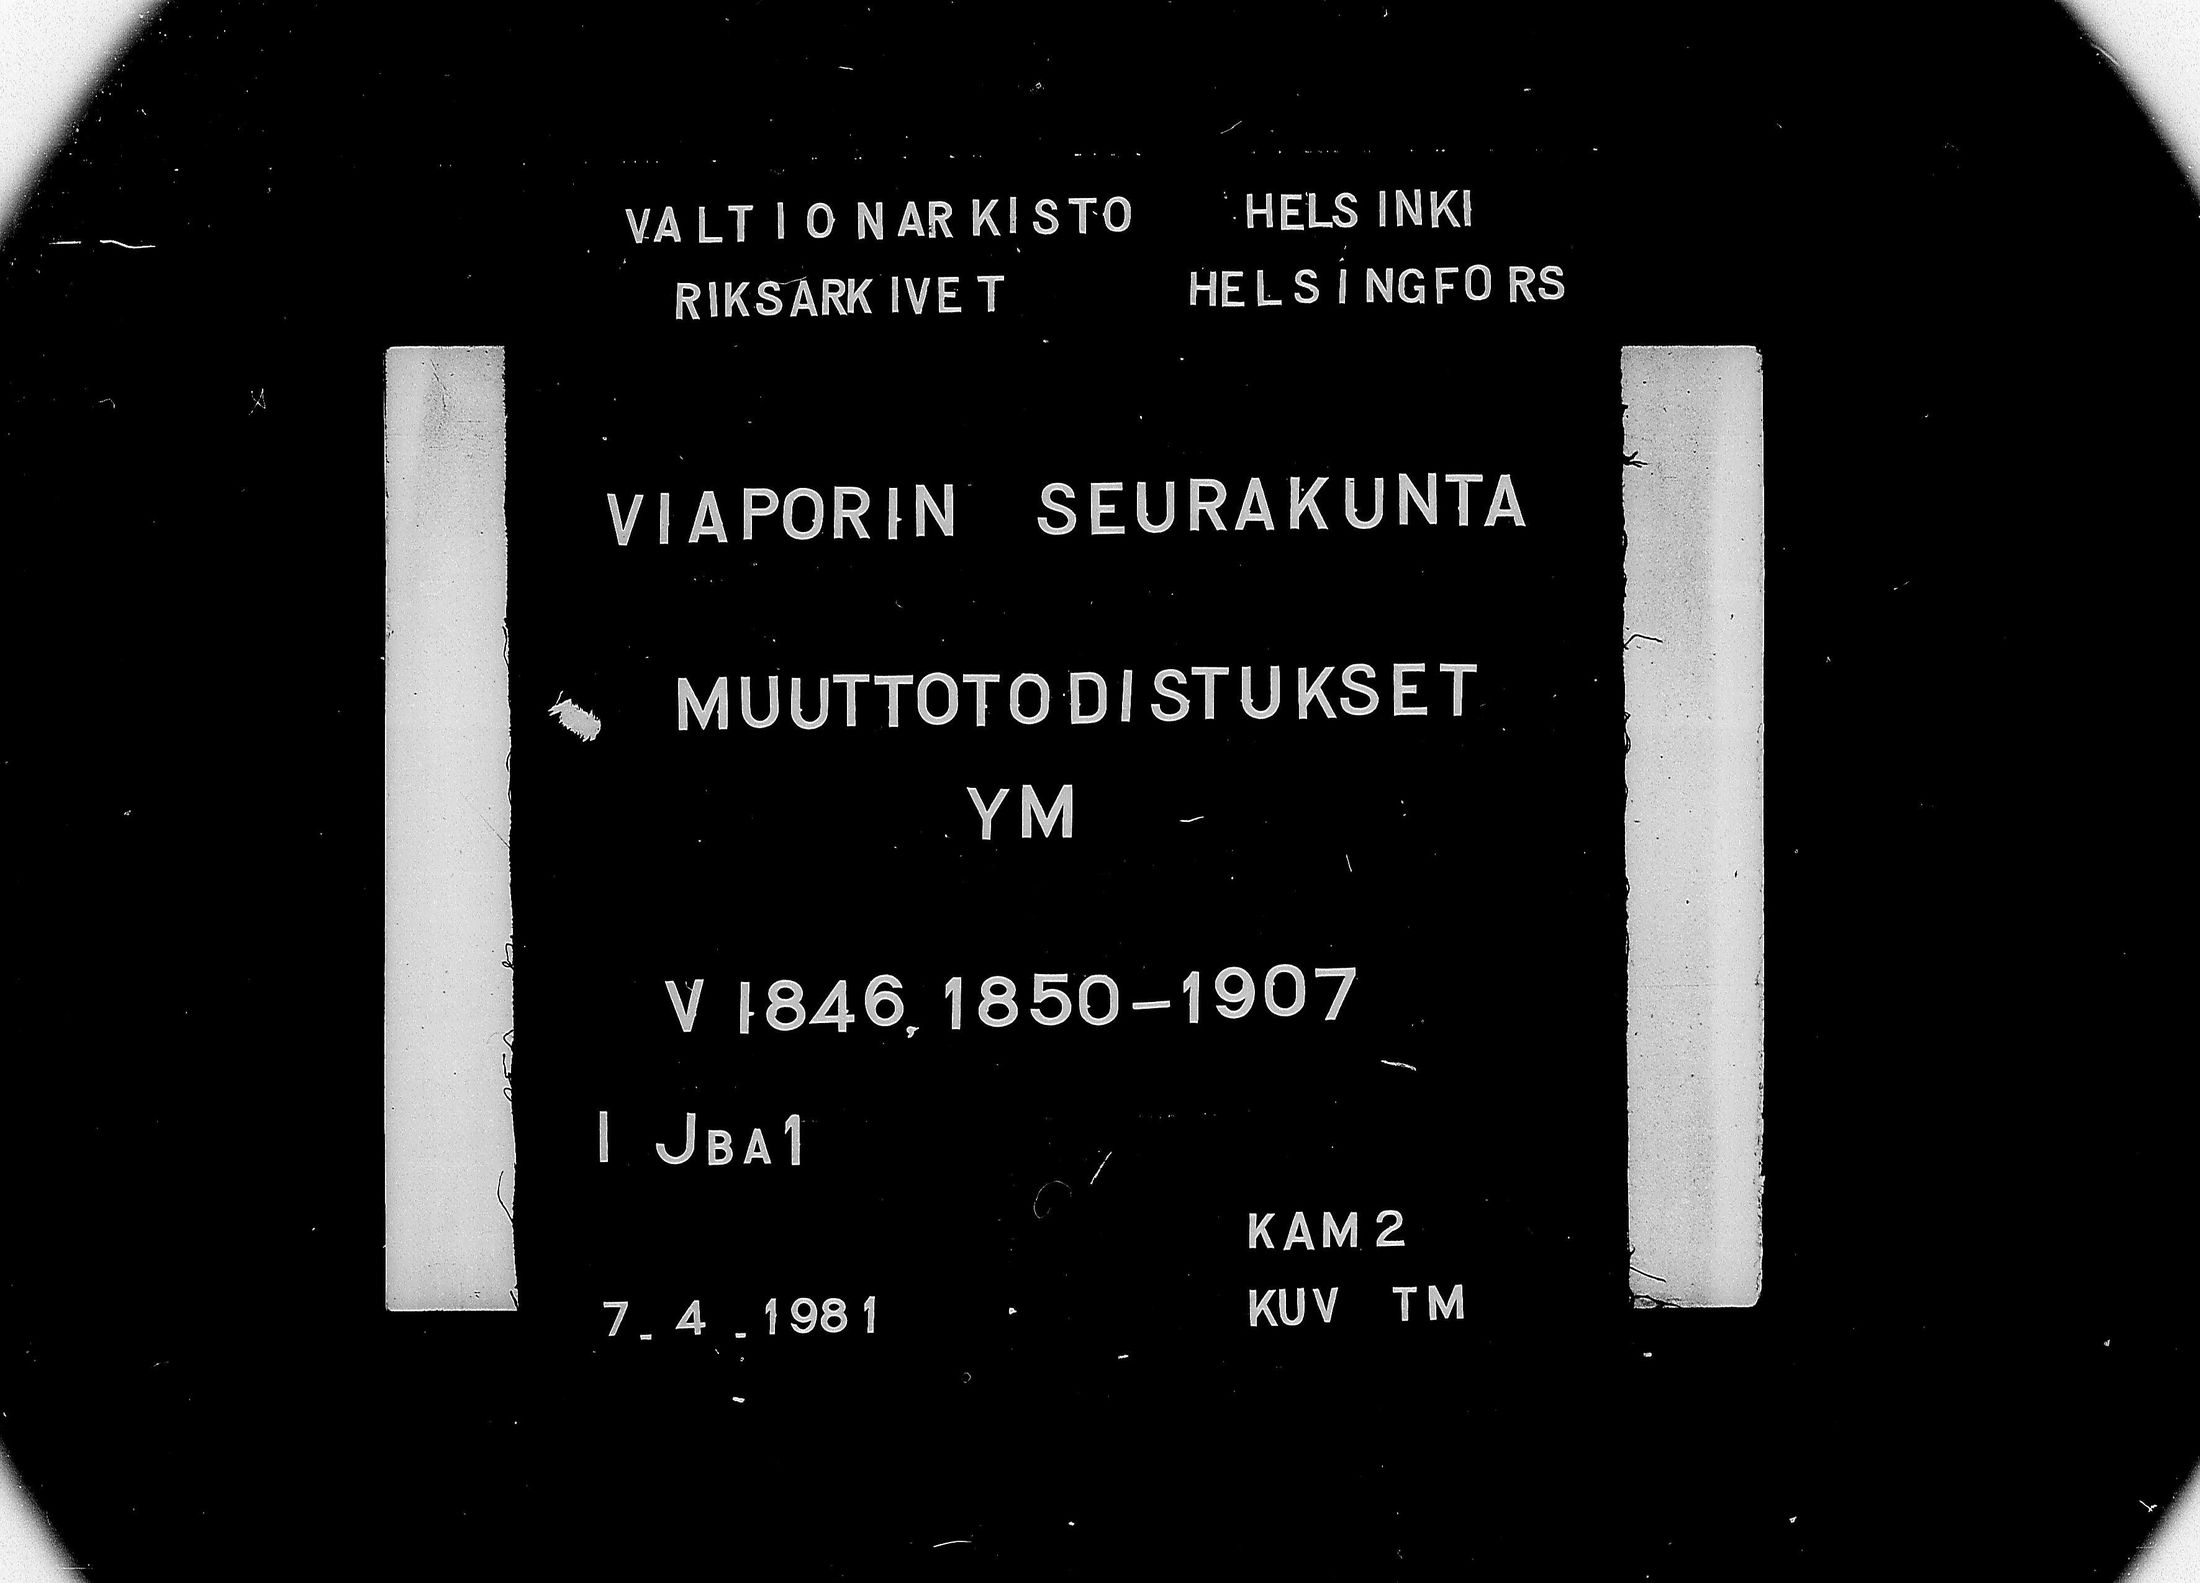 VALTIONARKISTO HELSINKI
RIKSARKIVET HELSINGFORS
VIAPORIN SEURAKUNTA
MUUTTOTODISTUKSET
YM
V 1846, 1850-1907
I JBA1
KAM 2
7. 4. 1981 KUV TM